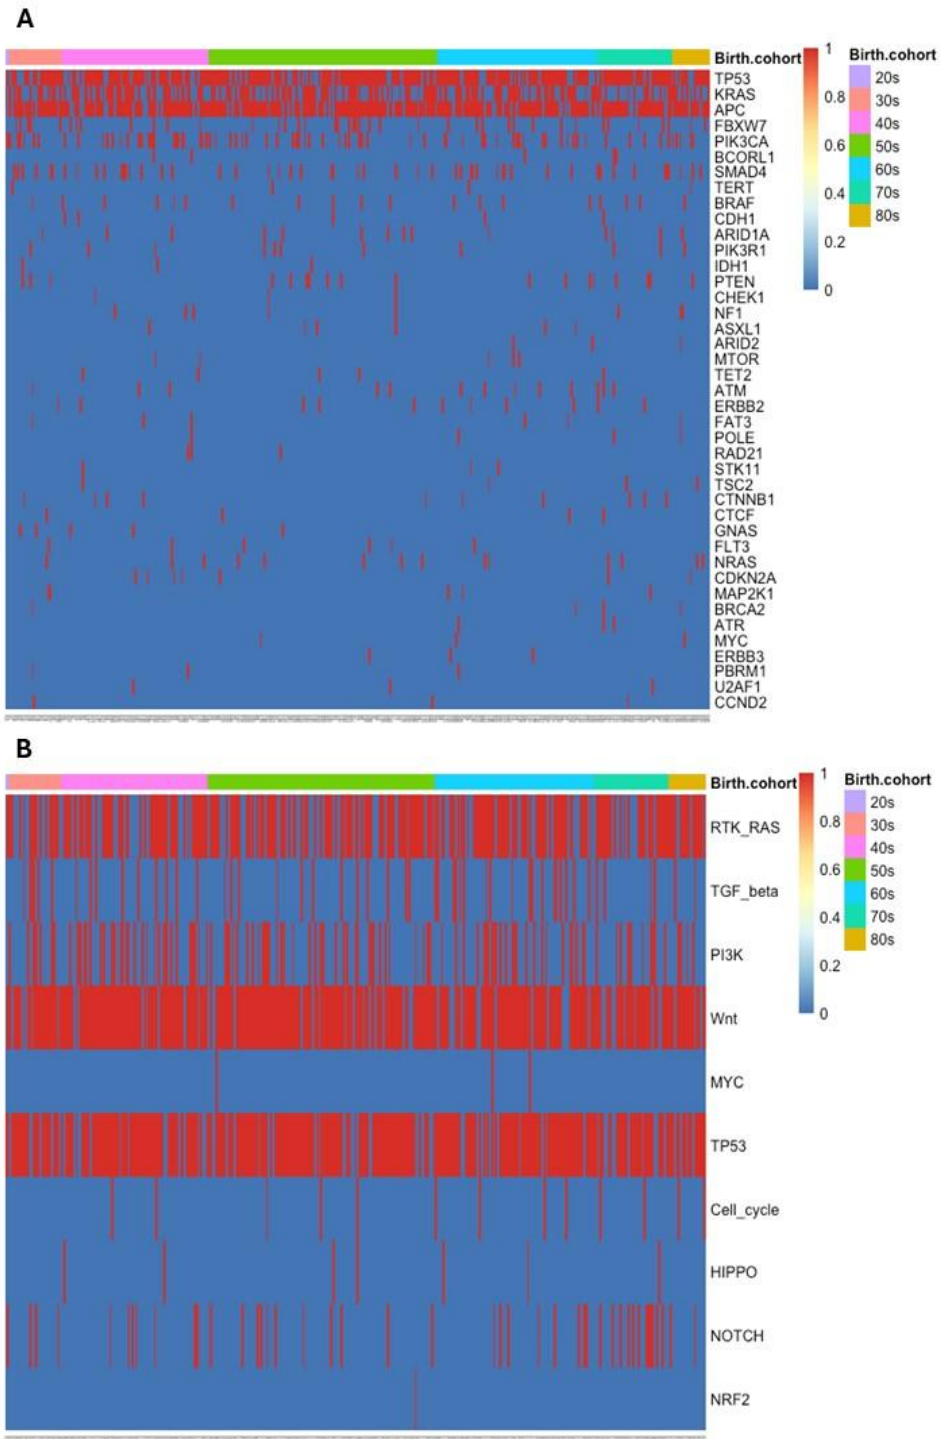 A
Birth.cohort 1 Birth.cohort
TP53
KRAS
APC
FBXW7
PIK3CA
BCORL1
SMAD4
TERT
BRAF
CDH1
ARID1A
PIK3R1
IDH1
PTEN
CHEK1
NF1
ASXL1
ARID2
MTOR
TET2
ATM
ERBB2
FAT3
POLE
RAD21
STK11
TSC2
CTNNB1
CTCF
GNAS
FLT3
NRAS
CDKN2A
MAP2K1
BRCA2
ATR
MYC
ERBB3
PBRM1
U2AF1
CCND2
0.8
0.6
0.4
0.2
0
20s
30s
40s
50s
60s
70s
80s
B
Birth.cohort 1 Birth.cohort
RTK_RAS
TGF_beta
PI3K
Wnt
MYC
TP53
Cell_cycle
HIPPO
NOTCH
NRF2
0.8
0.6
0.4
0.2
0
20s
30s
40s
50s
60s
70s
80s